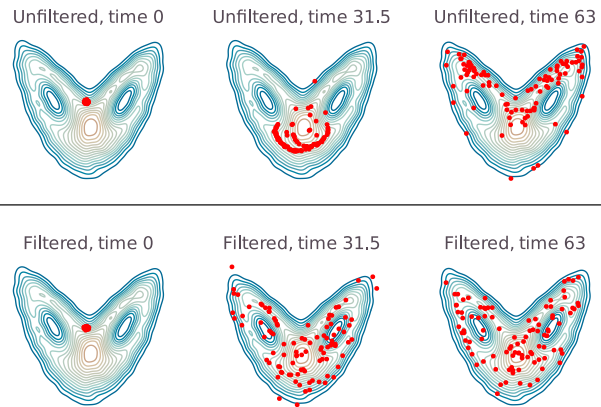 Unfiltered, time 0
Unfiltered, time 31.5
Unfiltered, time 63
Filtered, time 0
Filtered, time 31.5
Filtered, time 63